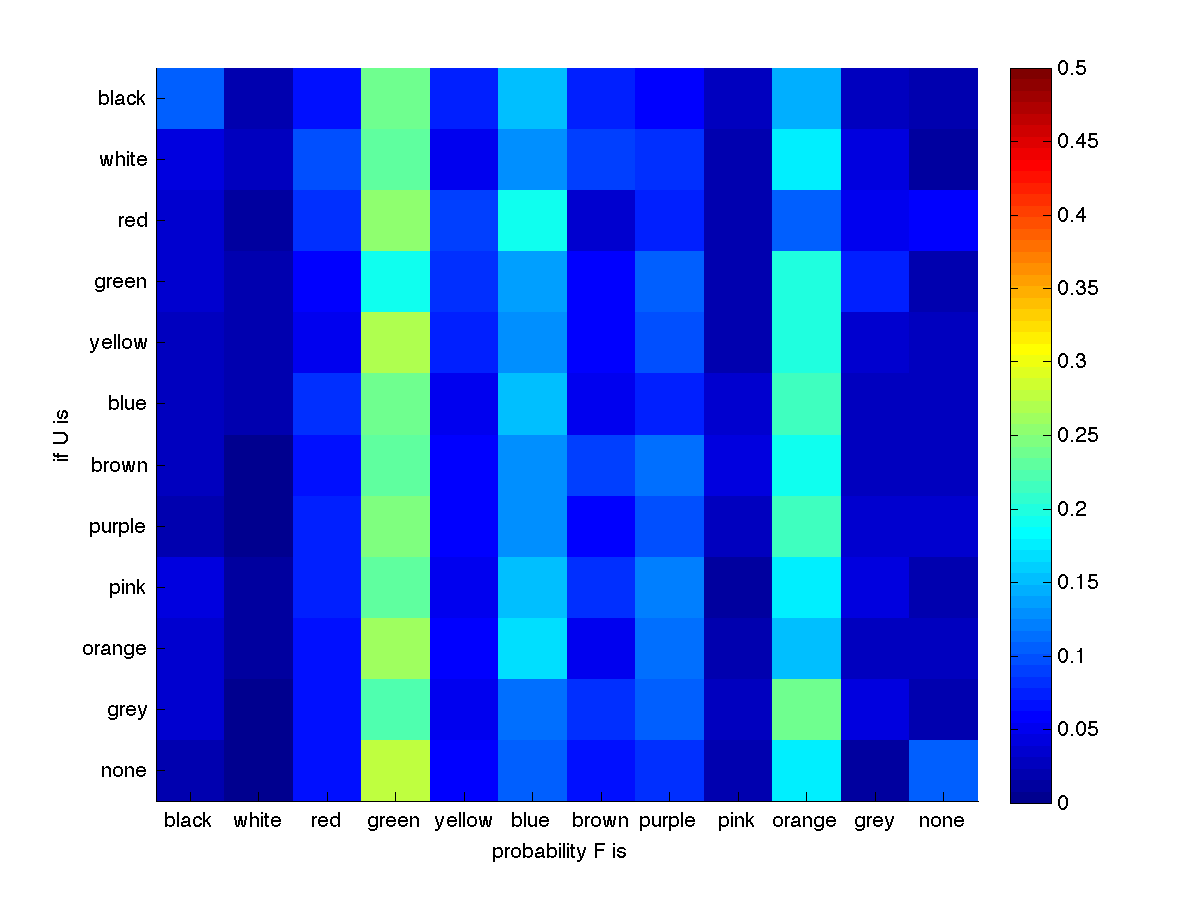 black
white
red
green
yellow
blue
brown
purple
pink
orange
grey
none
if U is
black white red green yellow blue brown purple pink orange grey none
probability F is
0.5
0.45
0.4
0.35
0.3
0.25
0.2
0.15
0.1
0.05
0